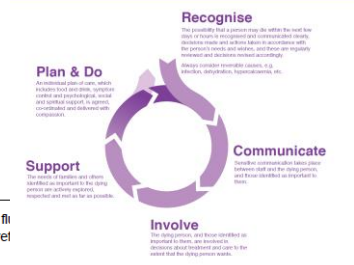 Recognise
The possibility that a person may die within the next few
days or hours is recognised and communicated clearly,
decisions made and actions taken in accordance with
the person's needs and wishes, and these are regularly
reviewed and decisions revised accordingly
Always consider reversible causes, e.g.
infection, dehydration, hypercalcaemia, etc.
Plan & Do
An individual plan of care, which
includes food and drink, symptom
control and psychological, social
and spiritual support, is agreed,
co-ordinated and delivered with
compassion.
Communicate
Sensitive communication takes place
between staff and the dying person,
and those identified as important to
them.
Support
The needs of families and others
identified as important to the dying
person are actively explored,
respected and met as far as possible.
Involve
The dying person, and those identified as
important to them, are involved in
decisions about treatment and care to the
extent that the dying person wants.